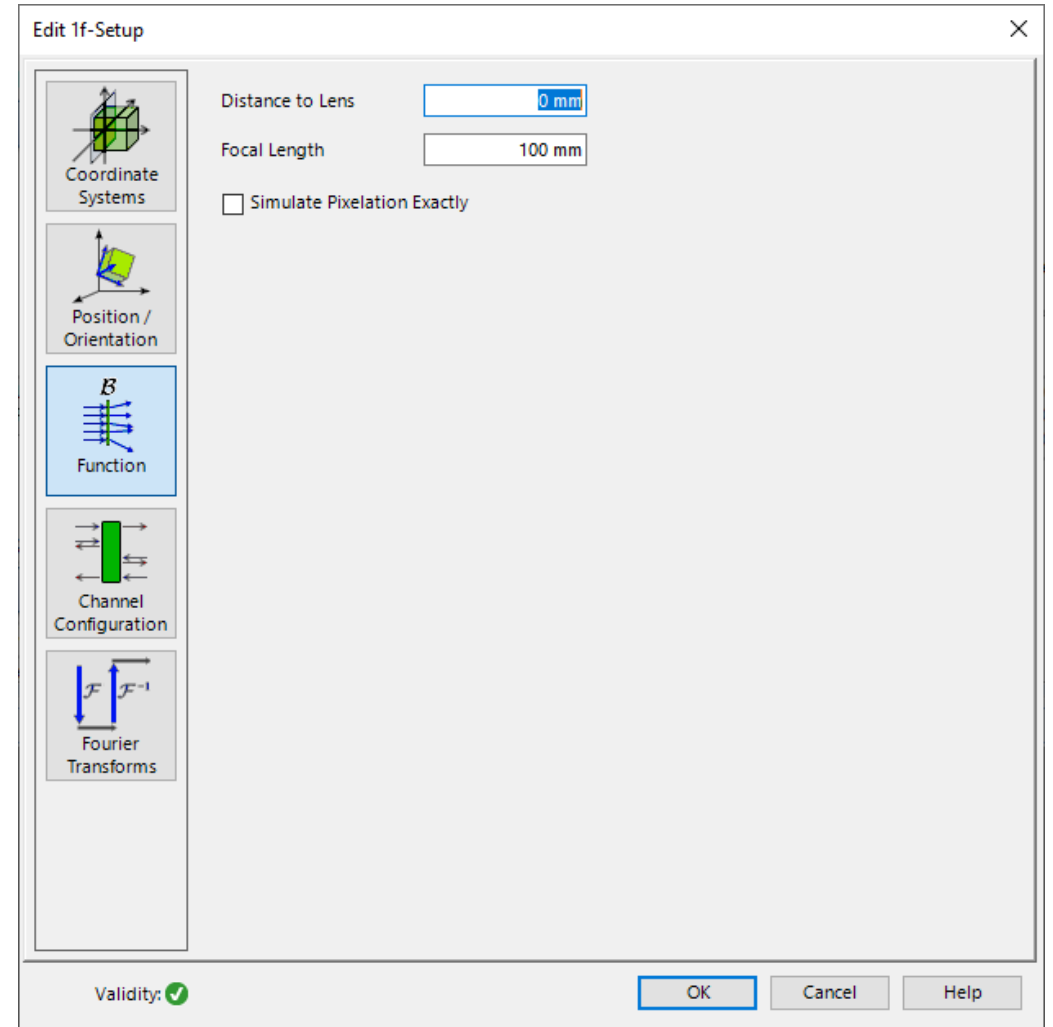 Edit 1f-Setup
Coordinate
Systems
Position /
Orientation
B
Function
Channel
Configuration
F F⁻¹
Fourier
Transforms
Distance to Lens 0 mm
Focal Length 100 mm
Simulate Pixelation Exactly
Validity:
OK Cancel Help